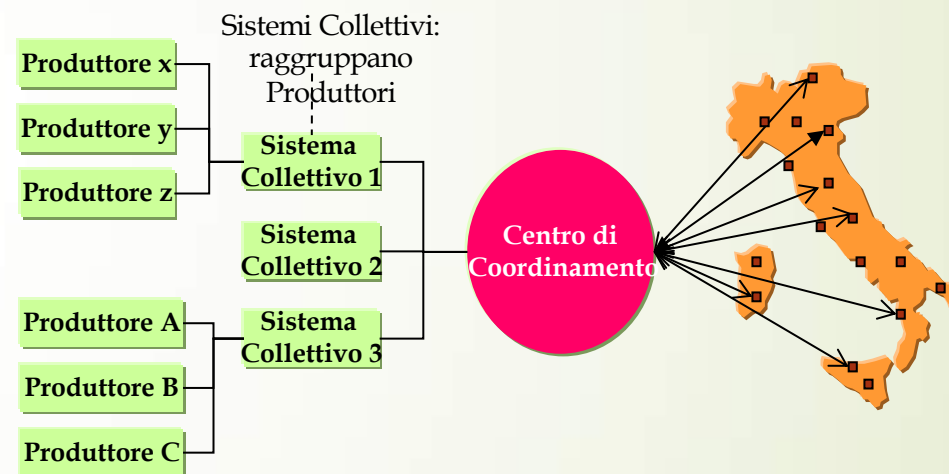 Sistemi Collettivi:
raggruppano
Produttori
Produttore x
Produttore y
Produttore z
Sistema
Collettivo 1
Sistema
Collettivo 2
Sistema
Collettivo 3
Produttore A
Produttore B
Produttore C
Centro di
Coordinamento